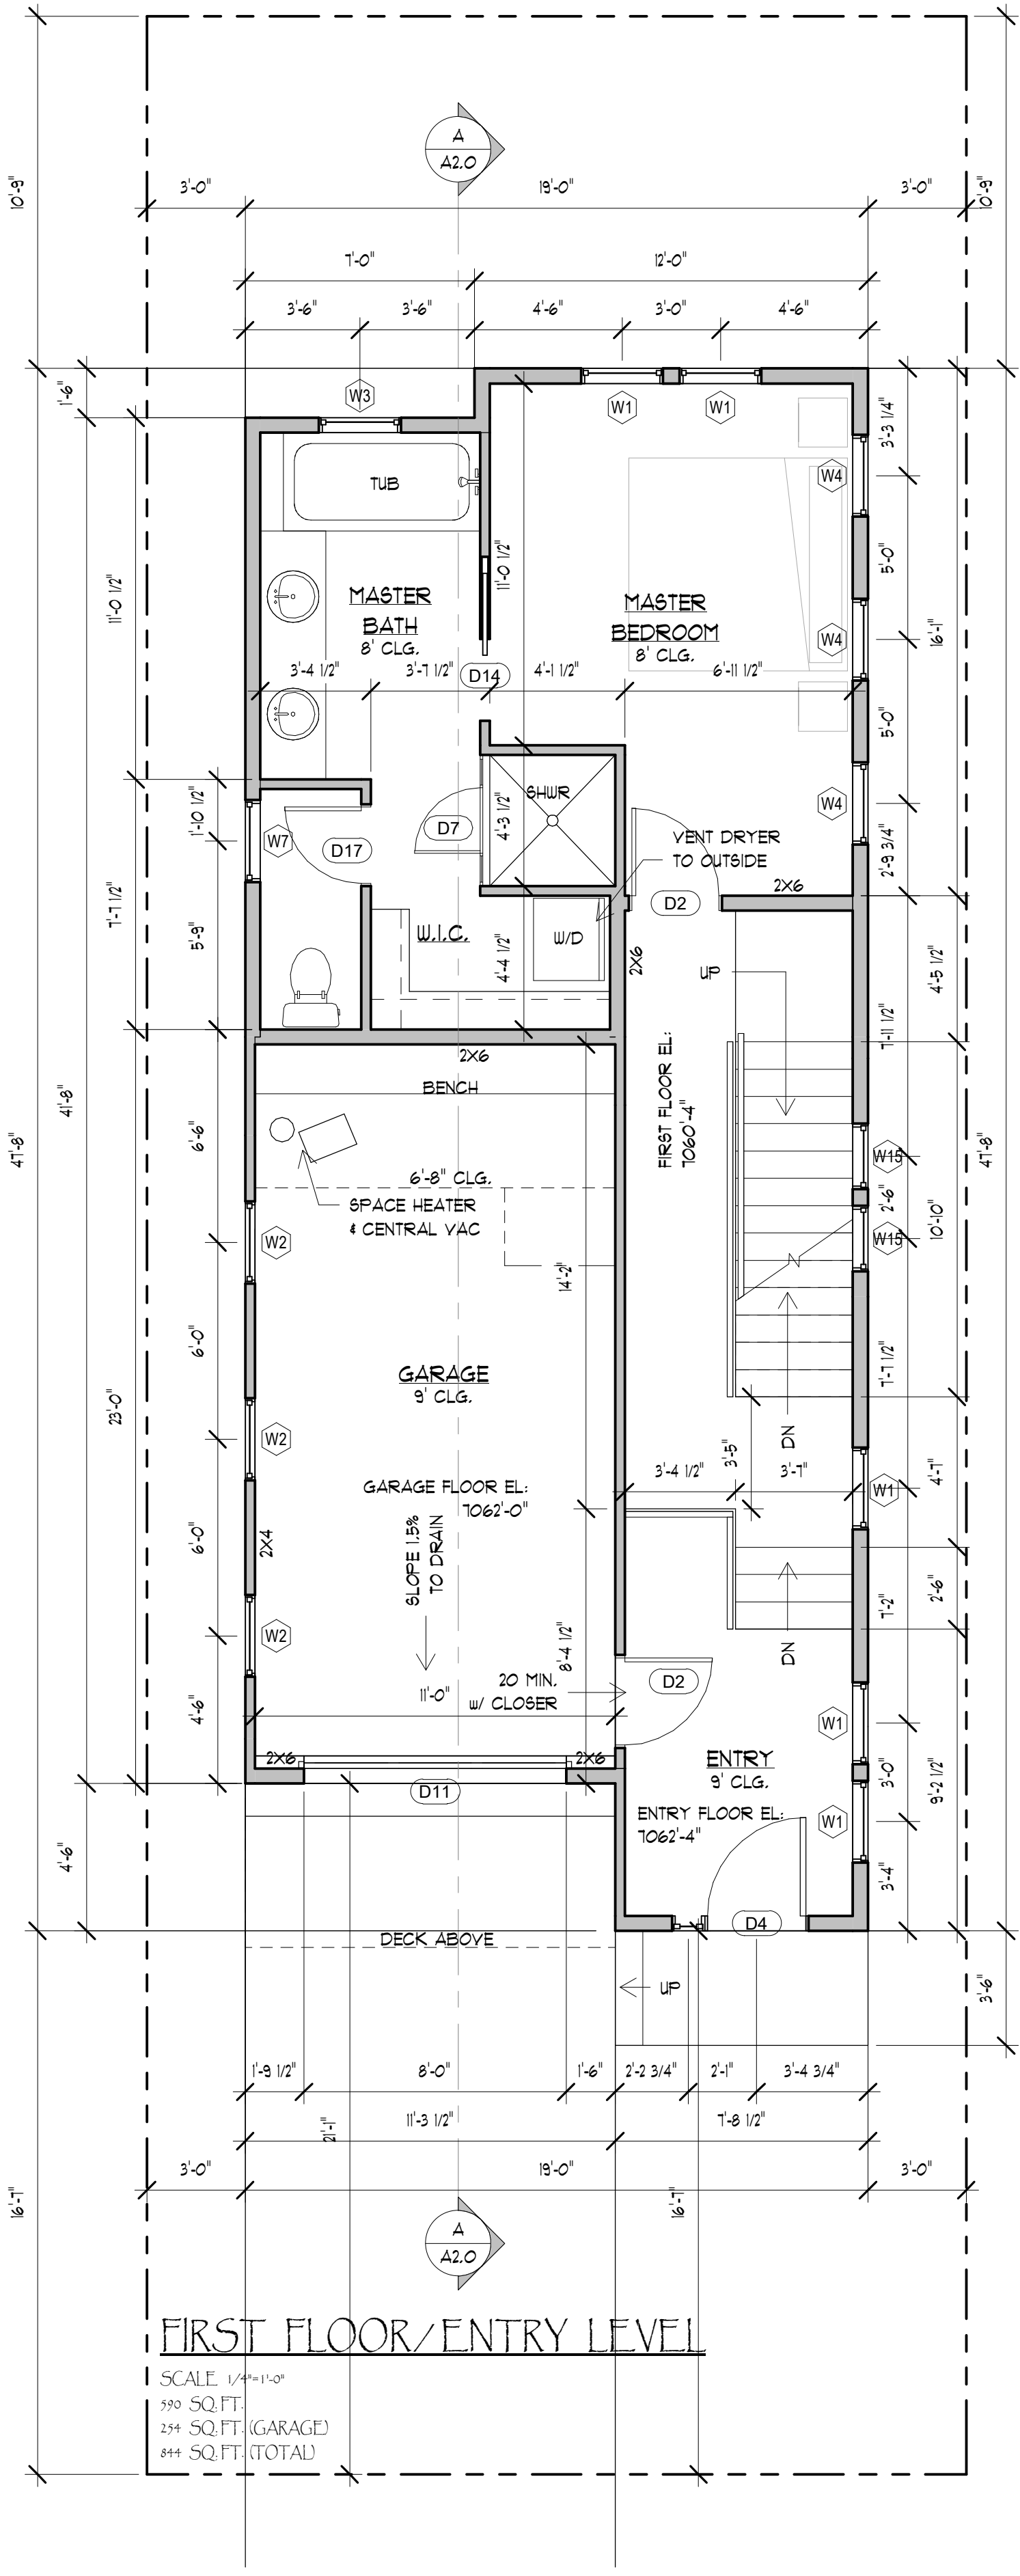 A
A2.0
10'-9"
3'-0"
19'-0"
3'-0"
10'-9"
7'-0"
12'-0"
3'-6"
3'-6"
4'-6"
3'-0"
4'-6"
1'-6"
W3
W1
W1
3'-3 1/4"
TUB
W4
11'-0 1/2"
11'-0 1/2"
5'-0"
MASTER
BATH
8' CLG.
MASTER
BEDROOM
8' CLG.
W4
16'-1"
3'-4 1/2"
3'-7 1/2"
D14
4'-1 1/2"
6'-11 1/2"
5'-0"
SHWR
W4
1'-10 1/2"
W7
D17
D7
4'-3 1/2"
VENT DRYER
TO OUTSIDE
2'-9 3/4"
2X6
D2
7'-7 1/2"
5'-9"
W.I.C.
4'-4 1/2"
W/D
2X6
UP
4'-5 1/2"
7'-11 1/2"
2X6
BENCH
FIRST FLOOR EL:
7060'-4"
41'-8"
47'-8"
6'-6"
6'-8" CLG.
SPACE HEATER
& CENTRAL VAC
W15
2'-6"
W15
10'-10"
47'-8"
W2
14'-2"
6'-0"
GARAGE
9' CLG.
7'-7 1/2"
23'-0"
W2
DN
3'-5"
3'-4 1/2"
3'-7"
4'-7"
W1
GARAGE FLOOR EL:
7062'-0"
6'-0"
2X4
SLOPE 1.5%
TO DRAIN
W2
8'-4 1/2"
DN
7'-2"
2'-6"
20 MIN.
W/ CLOSER
D2
11'-0"
4'-6"
W1
2X6
2X6
ENTRY
9' CLG.
3'-0"
9'-2 1/2"
D11
ENTRY FLOOR EL:
7062'-4"
W1
4'-6"
3'-4"
D4
DECK ABOVE
UP
3'-6"
1'-9 1/2"
8'-0"
1'-6"
2'-2 3/4"
2'-1"
3'-4 3/4"
21'-1"
11'-3 1/2"
7'-8 1/2"
3'-0"
19'-0"
3'-0"
16'-7"
16'-7"
A
A2.0
FIRST FLOOR/ENTRY LEVEL
SCALE 1/4"=1'-0"
590 SQ.FT.
254 SQ.FT. (GARAGE)
844 SQ.FT. (TOTAL)